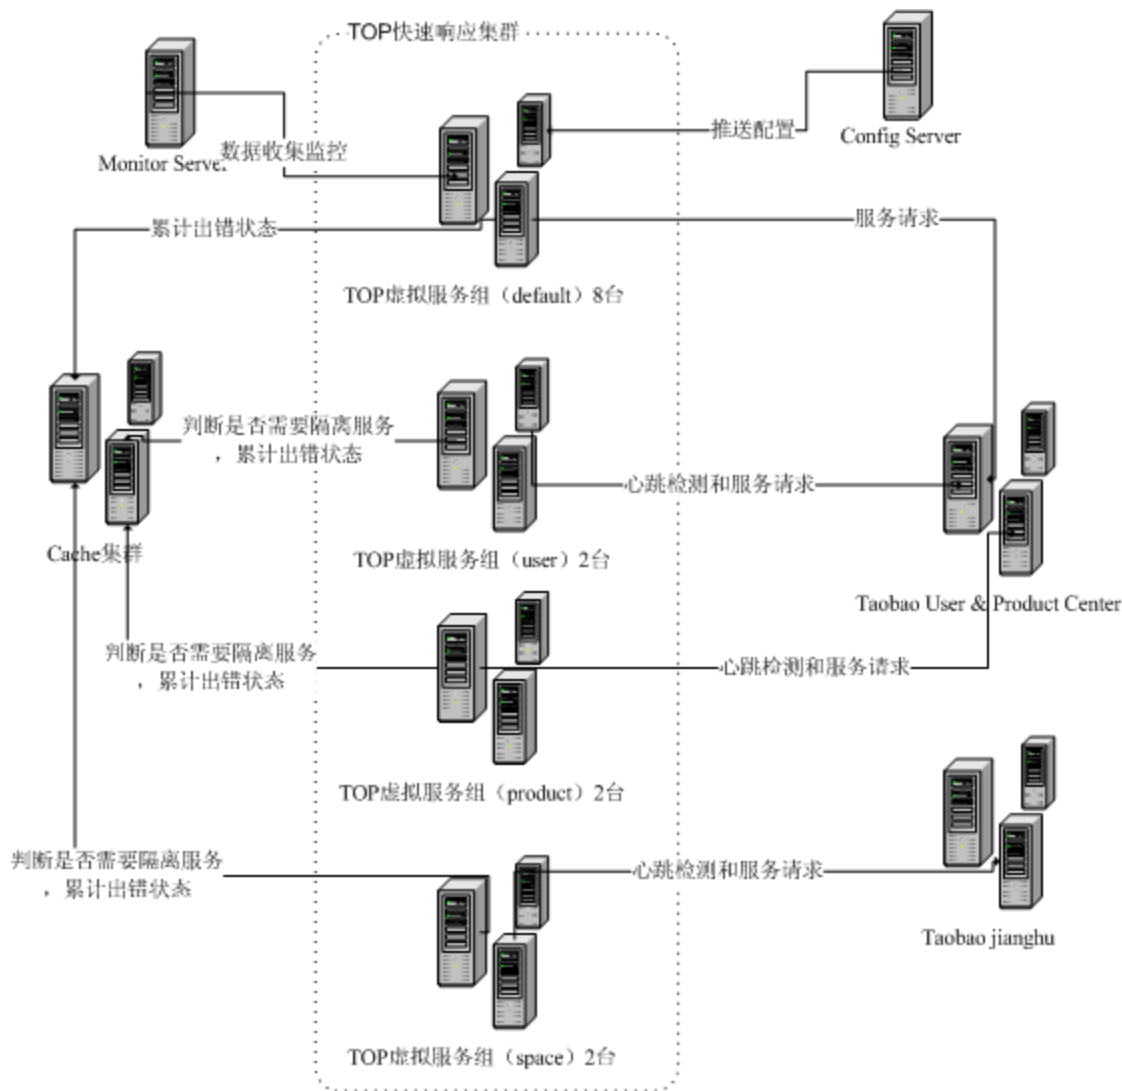 TOP快速响应集群
推送配置
Config Server
数据收集监控
Monitor Server
累计出错状态
服务请求
TOP虚拟服务组（default）8台
判断是否需要隔离服务
，累计出错状态
心跳检测和服务请求
Cache集群
TOP虚拟服务组（user）2台
Taobao User & Product Center
判断是否需要隔离服务
，累计出错状态
心跳检测和服务请求
TOP虚拟服务组（product）2台
判断是否需要隔离服务
，累计出错状态
心跳检测和服务请求
Taobao jianghu
TOP虚拟服务组（space）2台